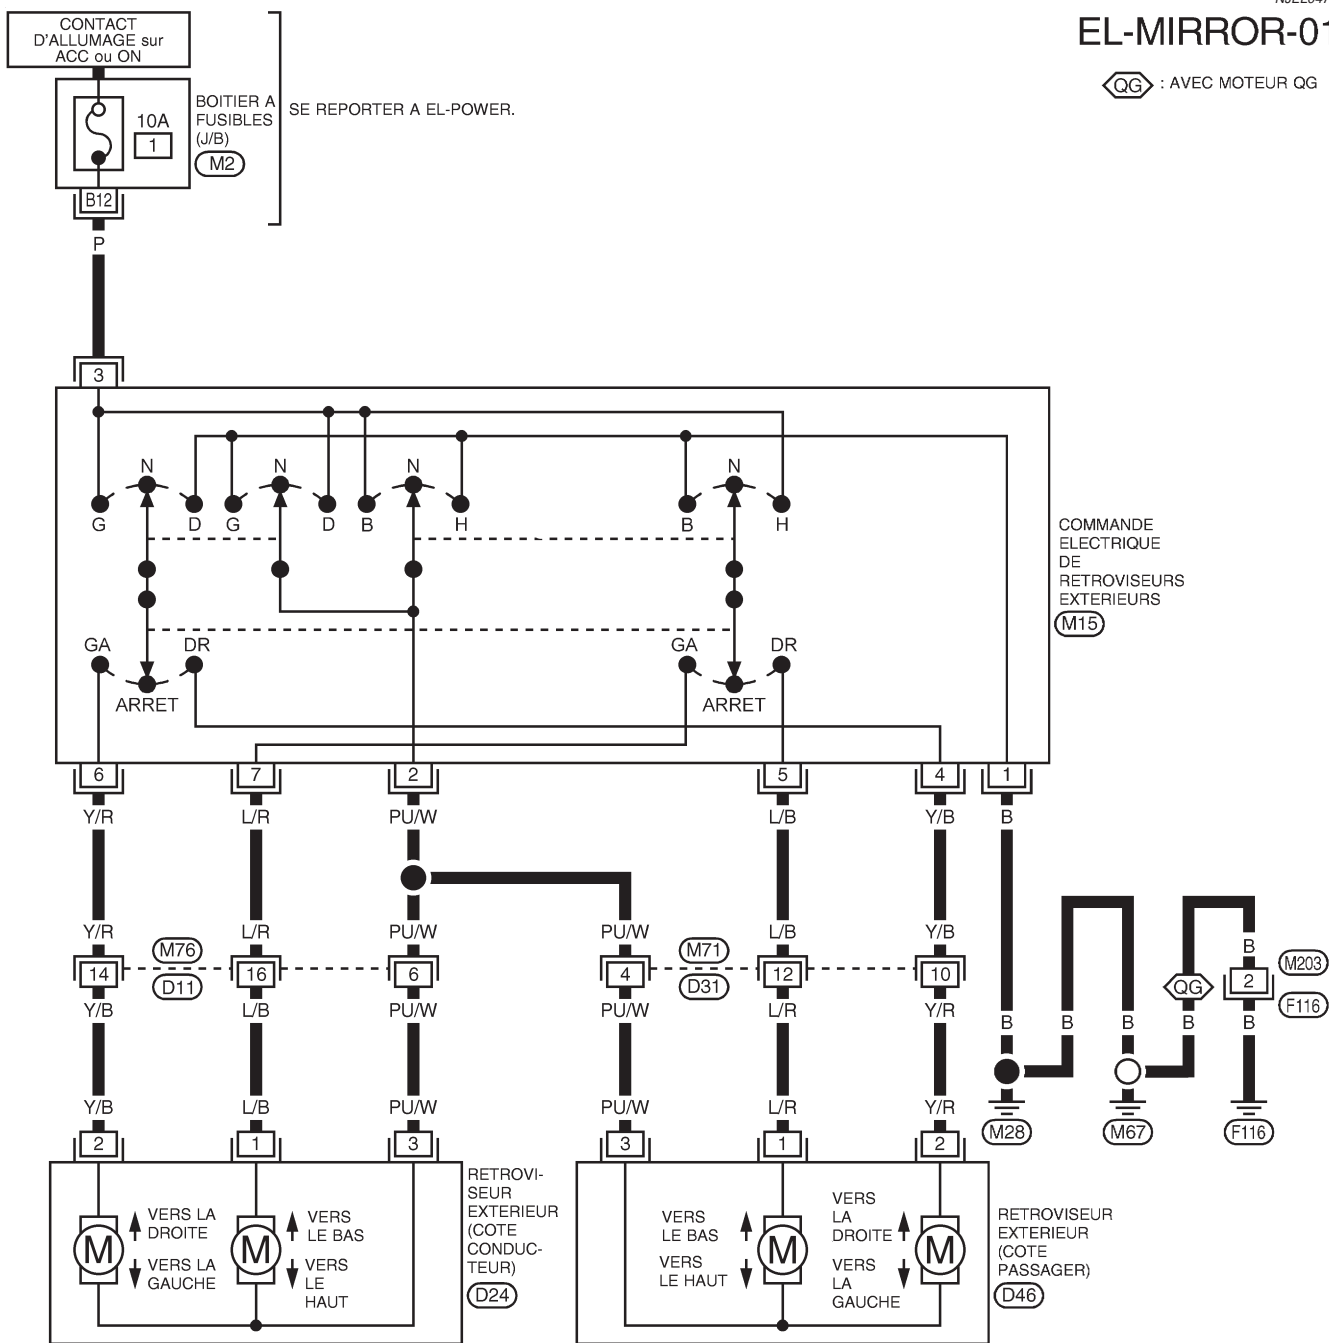 EL-MIRROR-01
QG : AVEC MOTEUR QG
CONTACT
D'ALLUMAGE sur
ACC ou ON
10A
1
BOITIER A
FUSIBLES
(J/B)
M2
SE REPORTER A EL-POWER.
B12
P
3
N N N N
G D G D B H B H
COMMANDE
ELECTRIQUE
DE
RETROVISEURS
EXTERIEURS
M15
GA DR GA DR
ARRET ARRET
6 7 2 5 4 1
Y/R L/R PU/W L/B Y/B B
Y/R M76 L/R PU/W PU/W M71 L/B Y/B B M203
14 D11 16 6 4 D31 12 10 QG 2 F116
Y/B L/B PU/W PU/W L/R Y/R B B B B B
Y/B L/B PU/W PU/W L/R Y/R
M28 M67 F116
2 1 3 3 1 2
M
VERS LA
DROITE
VERS LA
GAUCHE
M
VERS
LE BAS
VERS
LE
HAUT
RETROVI-
SEUR
EXTERIEUR
(COTE
CONDUC-
TEUR)
D24
VERS
LE BAS
VERS
LE HAUT
M
VERS
LA
DROITE
VERS
LA
GAUCHE
M
RETROVISEUR
EXTERIEUR
(COTE
PASSAGER)
D46